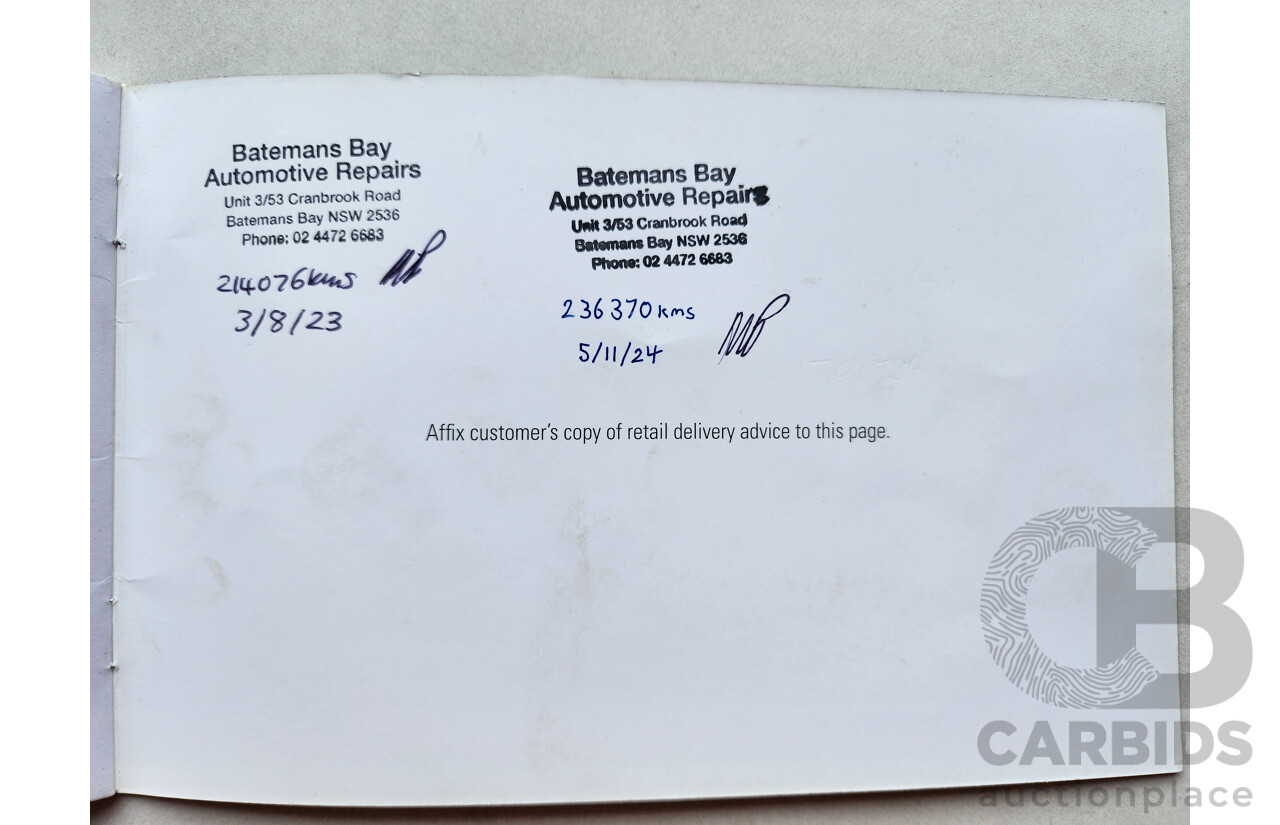 Batemans Bay
Automotive Repairs
Unit 3/53 Cranbrook Road
Batemans Bay NSW 2536
Phone: 02 4472 6683
214076kms
3/8/23
Batemans Bay
Automotive Repairs
Unit 3/53 Cranbrook Road
Batemans Bay NSW 2536
Phone: 02 4472 6683
236370kms
5/11/24
Affix customer's copy of retail delivery advice to this page.
CB
CARBIDS
auctionplace